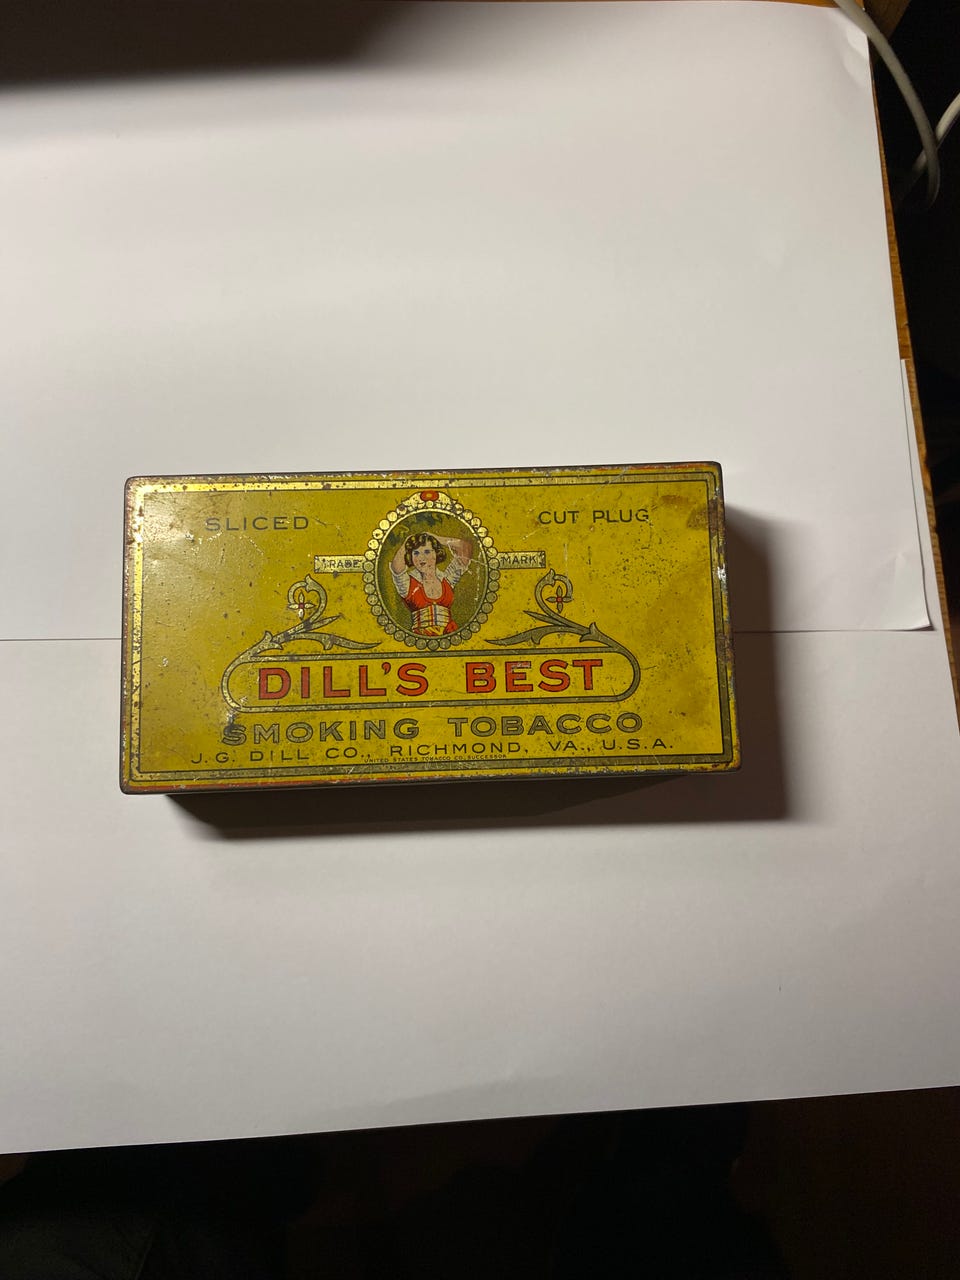 SLICED
CUT PLUG
TRADE MARK
DILL'S BEST
SMOKING TOBACCO
J.G. DILL CO., RICHMOND, VA., U.S.A.
UNITED STATES TOBACCO CO. SUCCESSOR